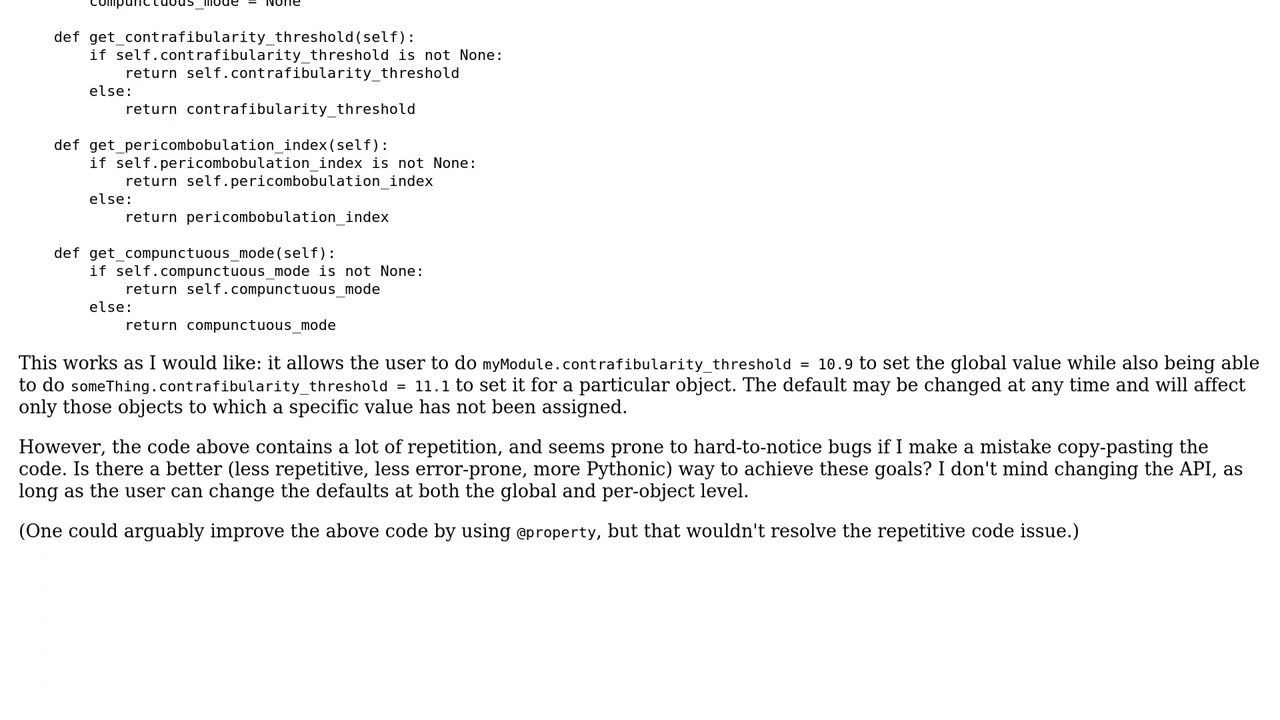 compunctuous_mode = None
def get_contrafibularity_threshold(self):
if self.contrafibularity_threshold is not None:
return self.contrafibularity_threshold
else:
return contrafibularity_threshold
def get_pericombobulation_index(self):
if self.pericombobulation_index is not None:
return self.pericombobulation_index
else:
return pericombobulation_index
def get_compunctuous_mode(self):
if self.compunctuous_mode is not None:
return self.compunctuous_mode
else:
return compunctuous_mode
This works as I would like: it allows the user to do myModule.contrafibularity_threshold = 10.9 to set the global value while also being able
to do someThing.contrafibularity_threshold = 11.1 to set it for a particular object. The default may be changed at any time and will affect
only those objects to which a specific value has not been assigned.
However, the code above contains a lot of repetition, and seems prone to hard-to-notice bugs if I make a mistake copy-pasting the
code. Is there a better (less repetitive, less error-prone, more Pythonic) way to achieve these goals? I don't mind changing the API, as
long as the user can change the defaults at both the global and per-object level.
(One could arguably improve the above code by using @property, but that wouldn't resolve the repetitive code issue.)